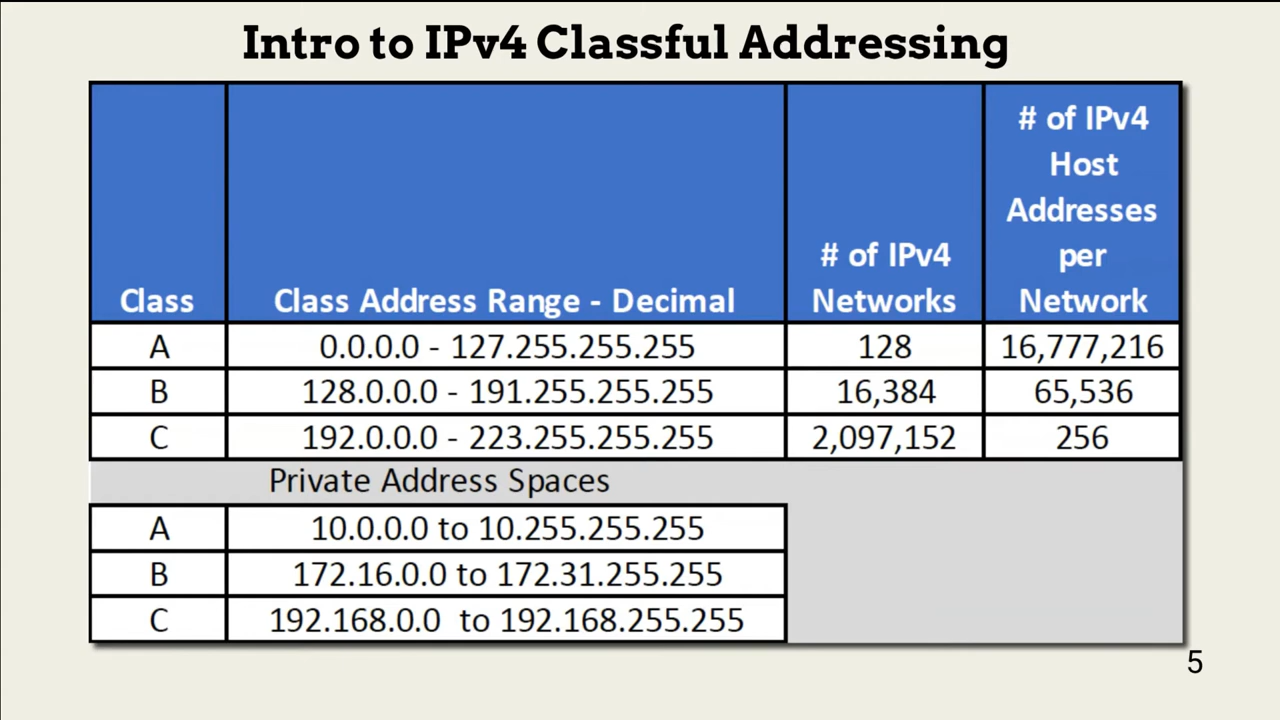 Intro to IPv4 Classful Addressing
Class
Class Address Range - Decimal
# of IPv4
Networks
# of IPv4
Host
Addresses
per
Network
A 0.0.0.0 - 127.255.255.255 128 16,777,216
B 128.0.0.0 - 191.255.255.255 16,384 65,536
C 192.0.0.0 - 223.255.255.255 2,097,152 256
Private Address Spaces
A 10.0.0.0 to 10.255.255.255
B 172.16.0.0 to 172.31.255.255
C 192.168.0.0 to 192.168.255.255
5